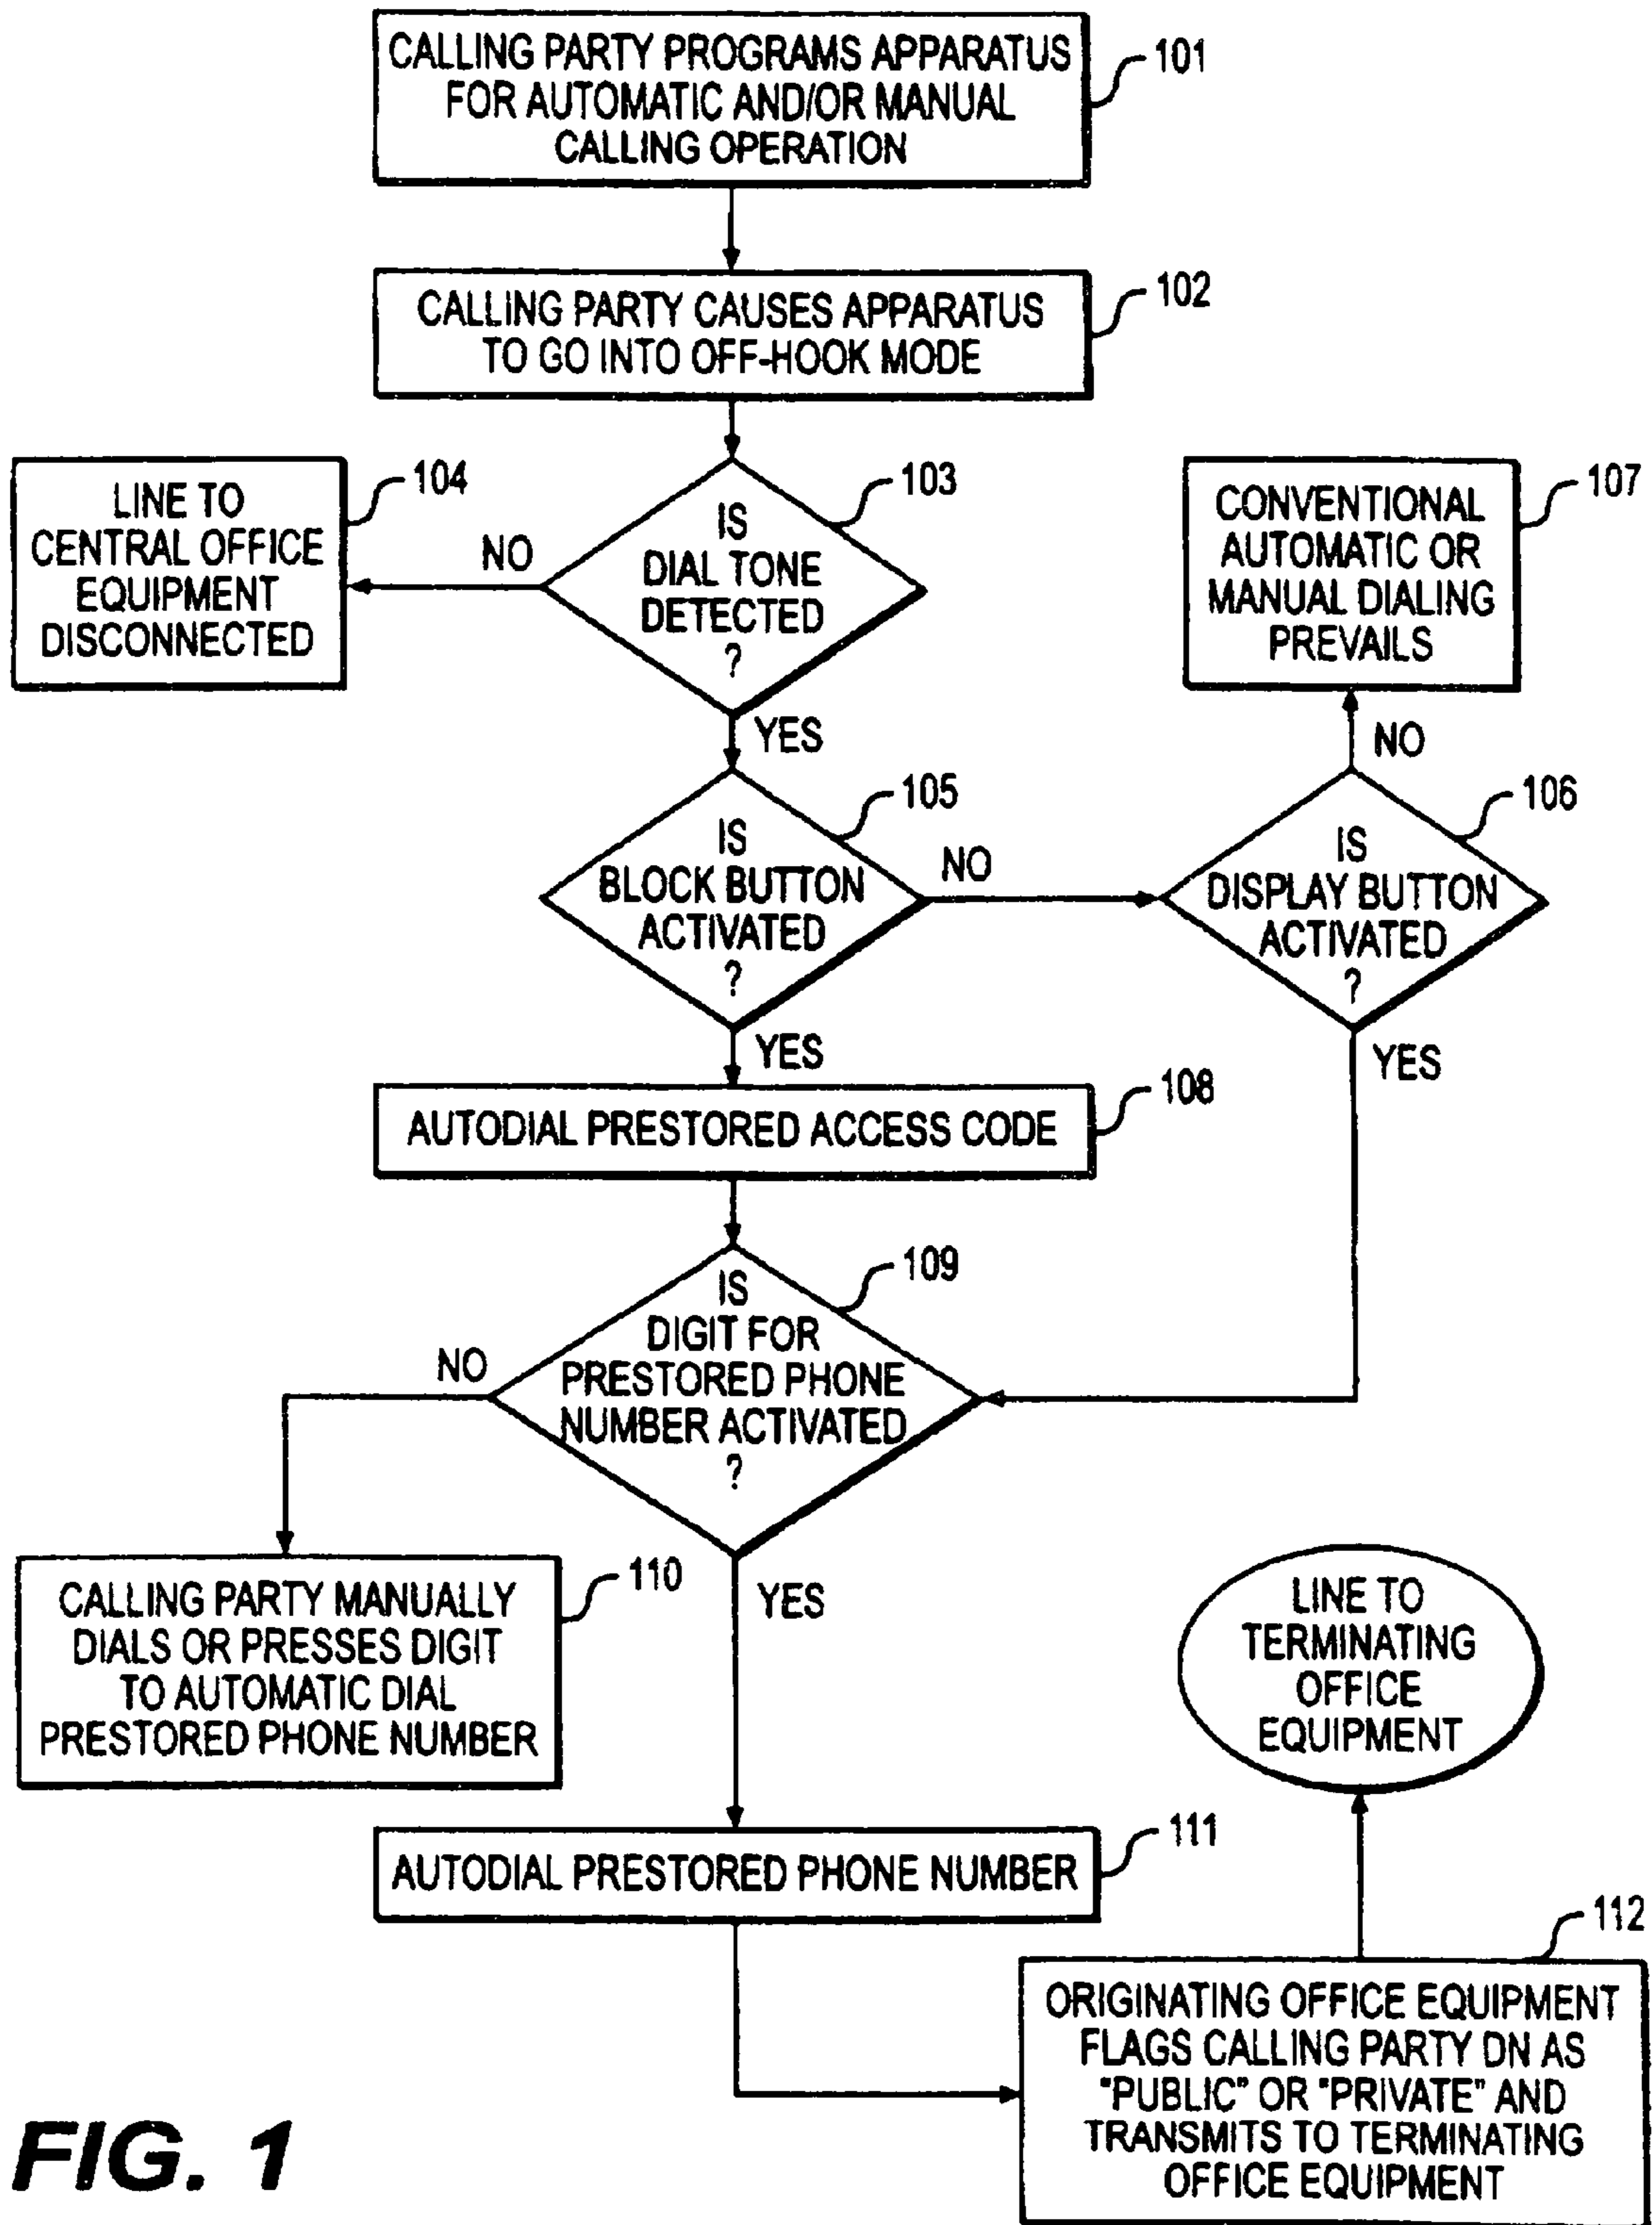 CALLING PARTY PROGRAMS APPARATUS
FOR AUTOMATIC AND/OR MANUAL
CALLING OPERATION
101
CALLING PARTY CAUSES APPARATUS
TO GO INTO OFF-HOOK MODE
102
LINE TO
CENTRAL OFFICE
EQUIPMENT
DISCONNECTED
104
NO
IS
DIAL TONE
DETECTED
?
103
CONVENTIONAL
AUTOMATIC OR
MANUAL DIALING
PREVAILS
107
YES
NO
IS
BLOCK BUTTON
ACTIVATED
?
105
NO
IS
DISPLAY BUTTON
ACTIVATED
?
106
YES
YES
AUTODIAL PRESTORED ACCESS CODE
108
IS
DIGIT FOR
PRESTORED PHONE
NUMBER ACTIVATED
?
109
NO
YES
CALLING PARTY MANUALLY
DIALS OR PRESSES DIGIT
TO AUTOMATIC DIAL
PRESTORED PHONE NUMBER
110
LINE TO
TERMINATING
OFFICE
EQUIPMENT
AUTODIAL PRESTORED PHONE NUMBER
111
ORIGINATING OFFICE EQUIPMENT
FLAGS CALLING PARTY DN AS
"PUBLIC" OR "PRIVATE" AND
TRANSMITS TO TERMINATING
OFFICE EQUIPMENT
112
FIG. 1